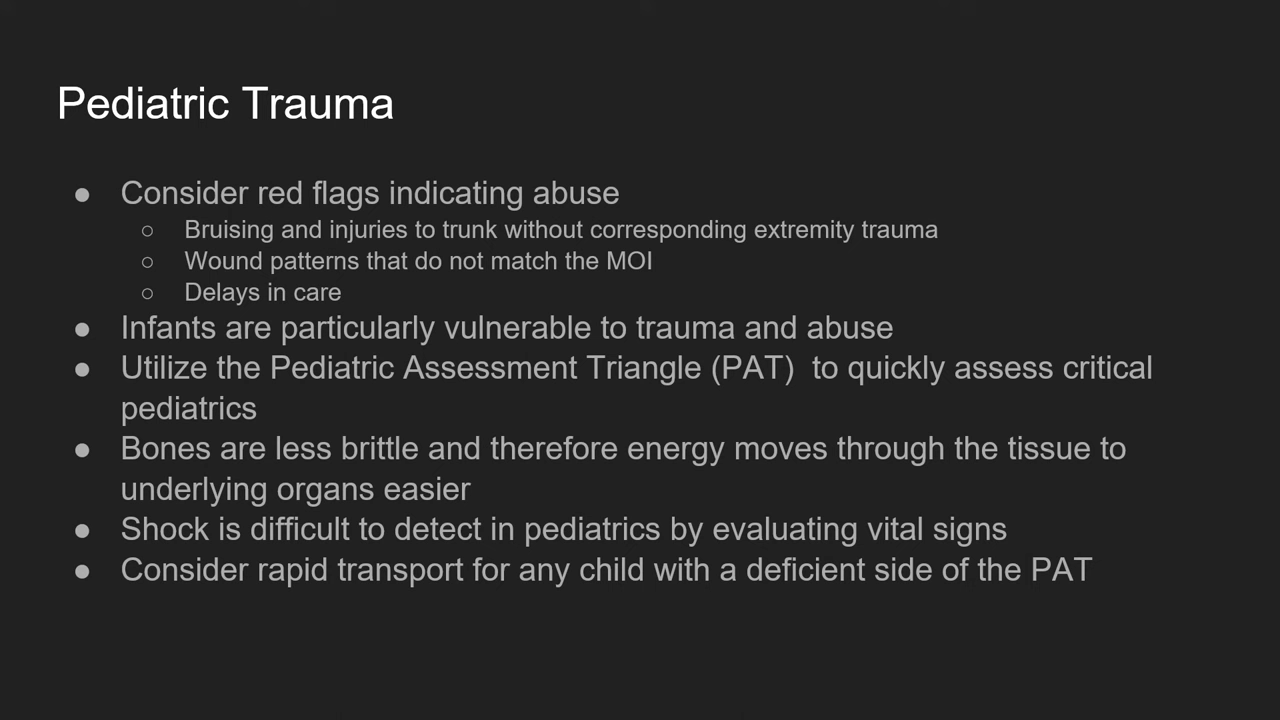 Pediatric Trauma
● Consider red flags indicating abuse
○ Bruising and injuries to trunk without corresponding extremity trauma
○ Wound patterns that do not match the MOI
○ Delays in care
● Infants are particularly vulnerable to trauma and abuse
● Utilize the Pediatric Assessment Triangle (PAT)  to quickly assess critical
pediatrics
● Bones are less brittle and therefore energy moves through the tissue to
underlying organs easier
● Shock is difficult to detect in pediatrics by evaluating vital signs
● Consider rapid transport for any child with a deficient side of the PAT